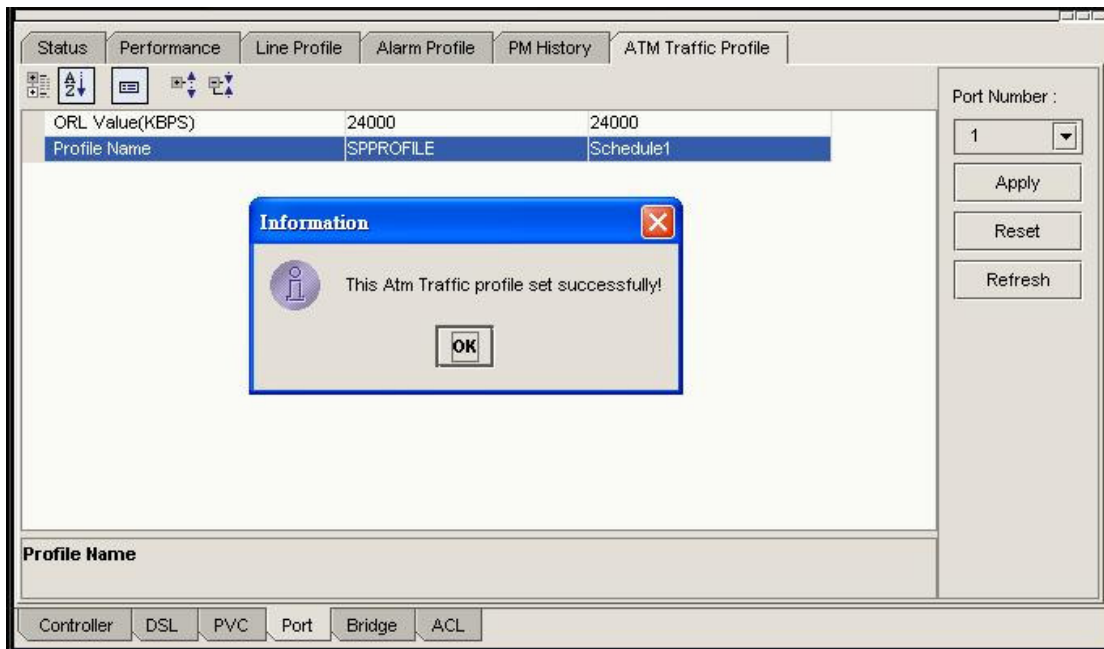 Status Performance Line Profile Alarm Profile PM History ATM Traffic Profile
Port Number :
1
Apply
Reset
Refresh
ORL Value(KBPS) 24000 24000
Profile Name SPPROFILE Schedule1
Information
This Atm Traffic profile set successfully!
OK
Profile Name
Controller DSL PVC Port Bridge ACL